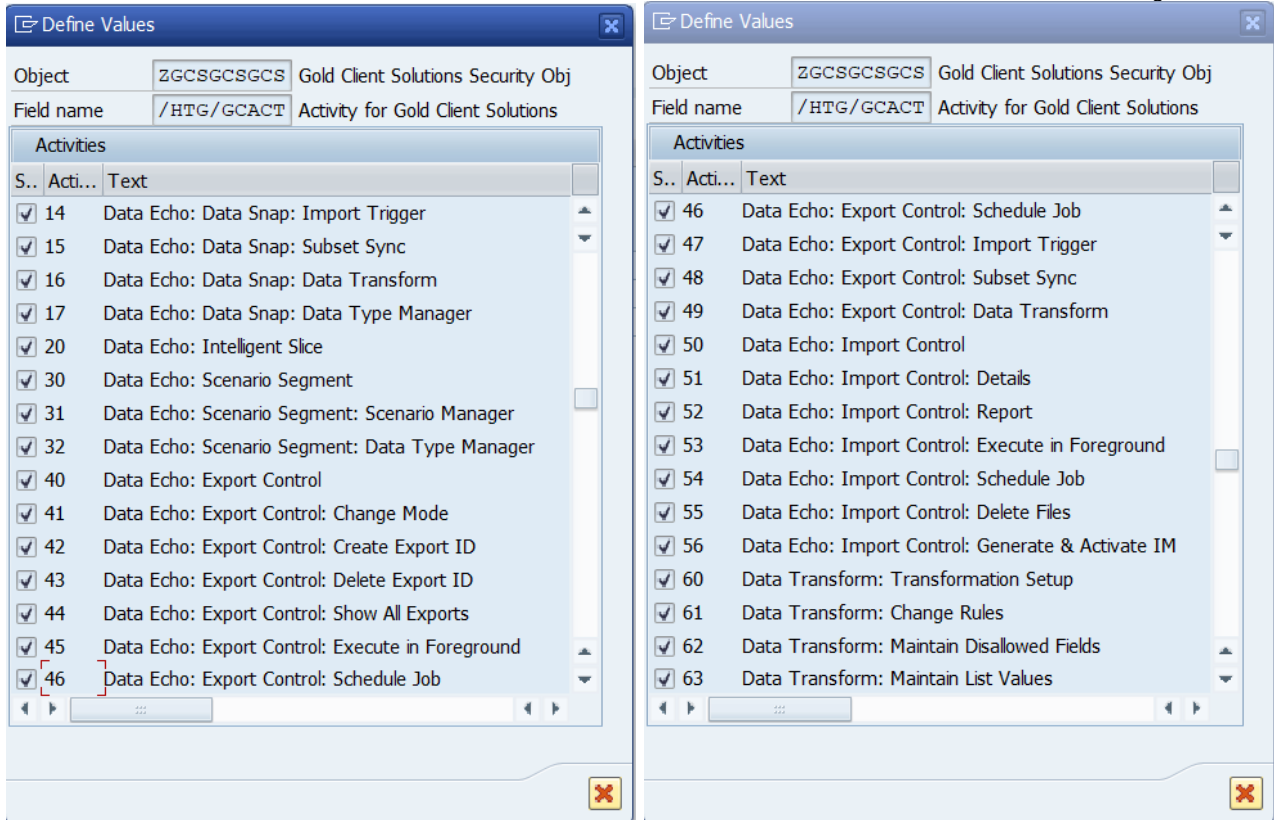 Define Values
Object ZGCSGCSGCS Gold Client Solutions Security Obj
Field name /HTG/GCACT Activity for Gold Client Solutions
Activities
S.. Acti... Text
14 Data Echo: Data Snap: Import Trigger
15 Data Echo: Data Snap: Subset Sync
16 Data Echo: Data Snap: Data Transform
17 Data Echo: Data Snap: Data Type Manager
20 Data Echo: Intelligent Slice
30 Data Echo: Scenario Segment
31 Data Echo: Scenario Segment: Scenario Manager
32 Data Echo: Scenario Segment: Data Type Manager
40 Data Echo: Export Control
41 Data Echo: Export Control: Change Mode
42 Data Echo: Export Control: Create Export ID
43 Data Echo: Export Control: Delete Export ID
44 Data Echo: Export Control: Show All Exports
45 Data Echo: Export Control: Execute in Foreground
46 Data Echo: Export Control: Schedule Job
Define Values
Object ZGCSGCSGCS Gold Client Solutions Security Obj
Field name /HTG/GCACT Activity for Gold Client Solutions
Activities
S.. Acti... Text
46 Data Echo: Export Control: Schedule Job
47 Data Echo: Export Control: Import Trigger
48 Data Echo: Export Control: Subset Sync
49 Data Echo: Export Control: Data Transform
50 Data Echo: Import Control
51 Data Echo: Import Control: Details
52 Data Echo: Import Control: Report
53 Data Echo: Import Control: Execute in Foreground
54 Data Echo: Import Control: Schedule Job
55 Data Echo: Import Control: Delete Files
56 Data Echo: Import Control: Generate & Activate IM
60 Data Transform: Transformation Setup
61 Data Transform: Change Rules
62 Data Transform: Maintain Disallowed Fields
63 Data Transform: Maintain List Values